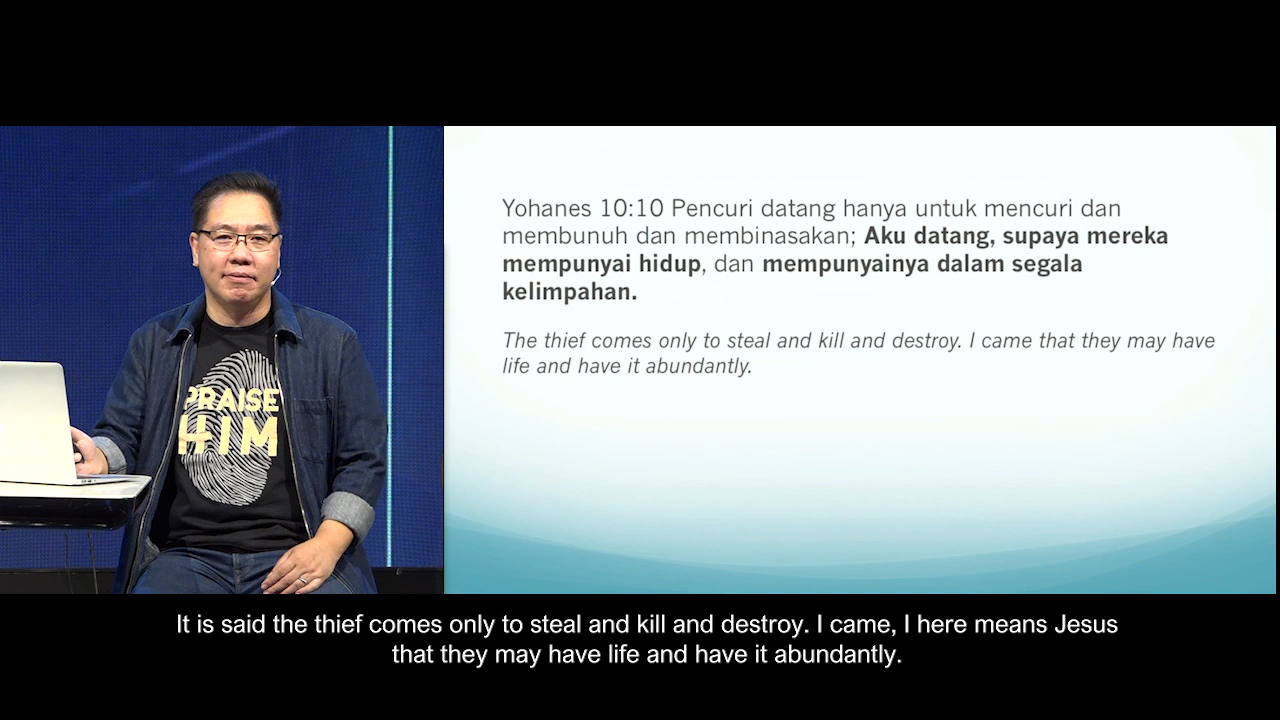 PRAISE
HIM
Yohanes 10:10 Pencuri datang hanya untuk mencuri dan
membunuh dan membinasakan; Aku datang, supaya mereka
mempunyai hidup, dan mempunyainya dalam segala
kelimpahan.
The thief comes only to steal and kill and destroy. I came that they may have
life and have it abundantly.
It is said the thief comes only to steal and kill and destroy. I came, I here means Jesus
that they may have life and have it abundantly.